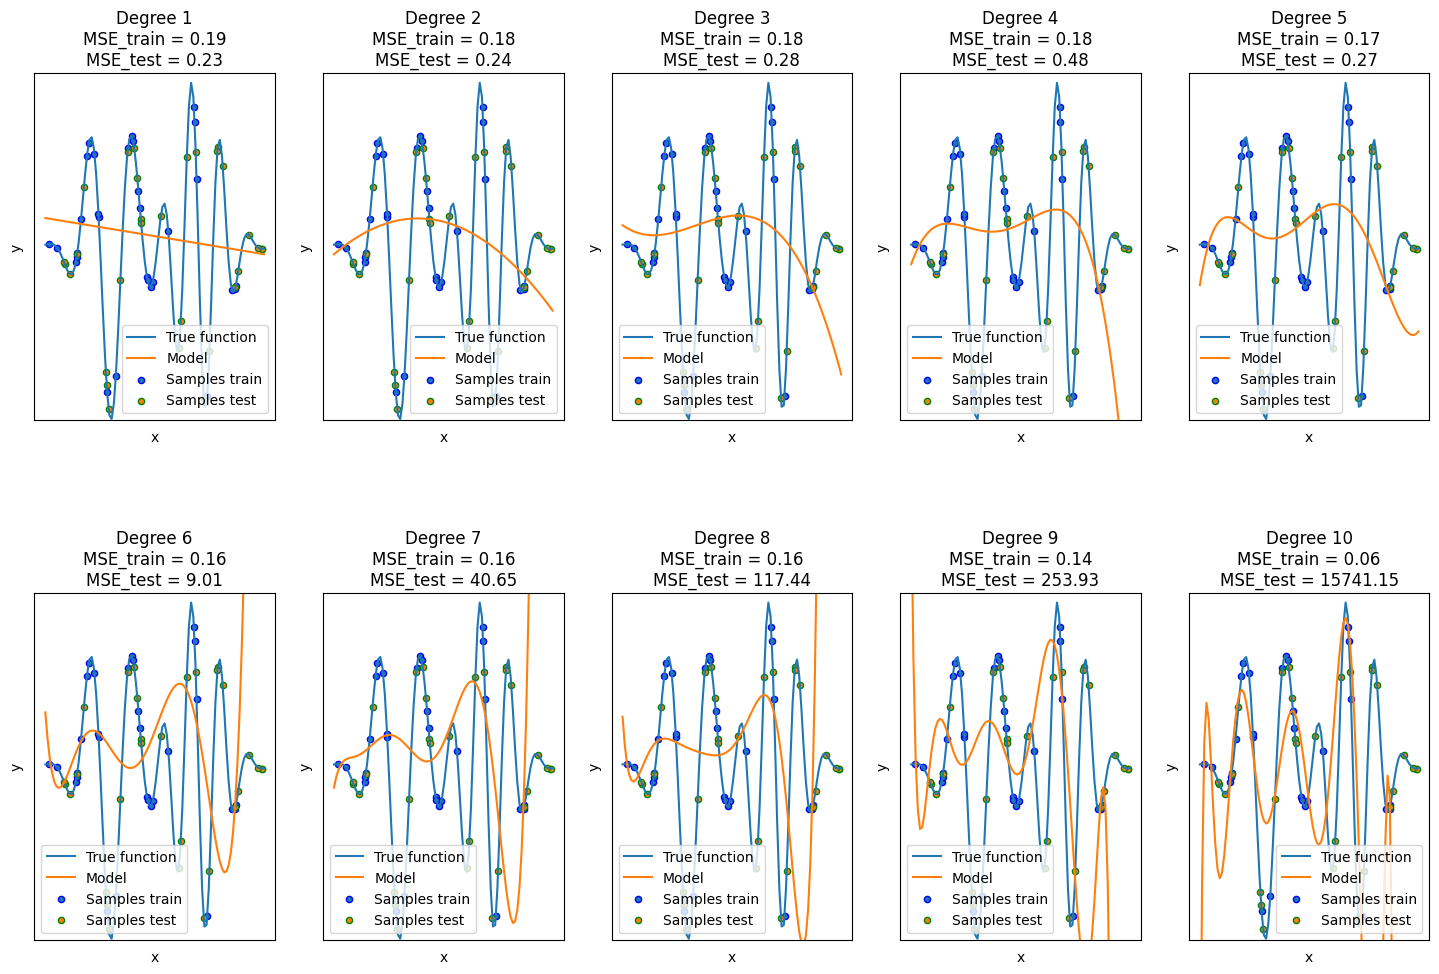 Degree 1
MSE_train = 0.19
MSE_test = 0.23
y
True function
Model
Samples train
Samples test
x
Degree 2
MSE_train = 0.18
MSE_test = 0.24
y
True function
Model
Samples train
Samples test
x
Degree 3
MSE_train = 0.18
MSE_test = 0.28
y
True function
Model
Samples train
Samples test
x
Degree 4
MSE_train = 0.18
MSE_test = 0.48
y
True function
Model
Samples train
Samples test
x
Degree 5
MSE_train = 0.17
MSE_test = 0.27
y
True function
Model
Samples train
Samples test
x
Degree 6
MSE_train = 0.16
MSE_test = 9.01
y
True function
Model
Samples train
Samples test
x
Degree 7
MSE_train = 0.16
MSE_test = 40.65
y
True function
Model
Samples train
Samples test
x
Degree 8
MSE_train = 0.16
MSE_test = 117.44
y
True function
Model
Samples train
Samples test
x
Degree 9
MSE_train = 0.14
MSE_test = 253.93
y
True function
Model
Samples train
Samples test
x
Degree 10
MSE_train = 0.06
MSE_test = 15741.15
y
True function
Model
Samples train
Samples test
x